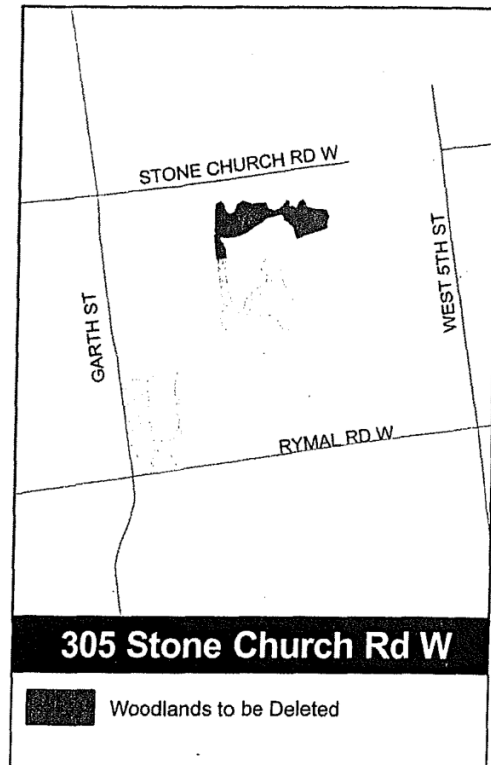 STONE CHURCH RD W
GARTH ST
WEST 5TH ST
RYMAL RD W
305 Stone Church Rd W
Woodlands to be Deleted